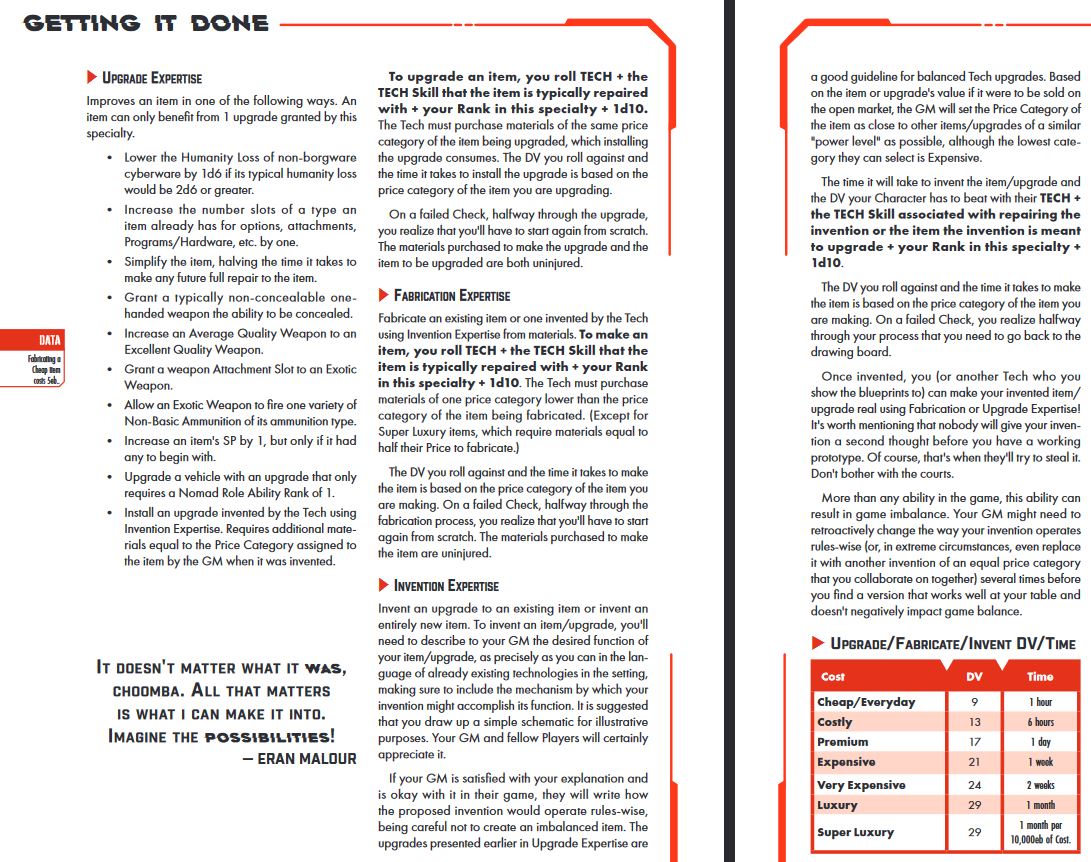 GETTING IT DONE
UPGRADE EXPERTISE
Improves an item in one of the following ways. An
item can only benefit from 1 upgrade granted by this
specialty.
• Lower the Humanity Loss of non-borgware
cyberware by 1d6 if its typical humanity loss
would be 2d6 or greater.
• Increase the number slots of a type an
item already has for options, attachments,
Programs/Hardware, etc. by one.
• Simplify the item, halving the time it takes to
make any future full repair to the item.
• Grant a typically non-concealable one-
handed weapon the ability to be concealed.
• Increase an Average Quality Weapon to an
Excellent Quality Weapon.
• Grant a weapon Attachment Slot to an Exotic
Weapon.
• Allow an Exotic Weapon to fire one variety of
Non-Basic Ammunition of its ammunition type.
• Increase an item's SP by 1, but only if it had
any to begin with.
• Upgrade a vehicle with an upgrade that only
requires a Nomad Role Ability Rank of 1.
• Install an upgrade invented by the Tech using
Invention Expertise. Requires additional mate-
rials equal to the Price Category assigned to
the item by the GM when it was invented.
DATA
Fabricating a
Cheap item
costs 5eb.
IT DOESN'T MATTER WHAT IT WAS,
CHOOMBA. ALL THAT MATTERS
IS WHAT I CAN MAKE IT INTO.
IMAGINE THE POSSIBILITIES!
— ERAN MALOUR
To upgrade an item, you roll TECH + the
TECH Skill that the item is typically repaired
with + your Rank in this specialty + 1d10.
The Tech must purchase materials of the same price
category of the item being upgraded, which installing
the upgrade consumes. The DV you roll against and
the time it takes to install the upgrade is based on the
price category of the item you are upgrading.
On a failed Check, halfway through the upgrade,
you realize that you'll have to start again from scratch.
The materials purchased to make the upgrade and the
item to be upgraded are both uninjured.
FABRICATION EXPERTISE
Fabricate an existing item or one invented by the Tech
using Invention Expertise from materials. To make an
item, you roll TECH + the TECH Skill that the
item is typically repaired with + your Rank
in this specialty + 1d10. The Tech must purchase
materials of one price category lower than the price
category of the item being fabricated. (Except for
Super Luxury items, which require materials equal to
half their Price to fabricate.)
The DV you roll against and the time it takes to make
the item is based on the price category of the item you
are making. On a failed Check, halfway through the
fabrication process, you realize that you'll have to start
again from scratch. The materials purchased to make
the item are uninjured.
INVENTION EXPERTISE
Invent an upgrade to an existing item or invent an
entirely new item. To invent an item/upgrade, you'll
need to describe to your GM the desired function of
your item/upgrade, as precisely as you can in the lan-
guage of already existing technologies in the setting,
making sure to include the mechanism by which your
invention might accomplish its function. It is suggested
that you draw up a simple schematic for illustrative
purposes. Your GM and fellow Players will certainly
appreciate it.
If your GM is satisfied with your explanation and
is okay with it in their game, they will write how
the proposed invention would operate rules-wise,
being careful not to create an imbalanced item. The
upgrades presented earlier in Upgrade Expertise are
a good guideline for balanced Tech upgrades. Based
on the item or upgrade's value if it were to be sold on
the open market, the GM will set the Price Category of
the item as close to other items/upgrades of a similar
"power level" as possible, although the lowest cate-
gory they can select is Expensive.
The time it will take to invent the item/upgrade and
the DV your Character has to beat with their TECH +
the TECH Skill associated with repairing the
invention or the item the invention is meant
to upgrade + your Rank in this specialty +
1d10.
The DV you roll against and the time it takes to make
the item is based on the price category of the item you
are making. On a failed Check, you realize halfway
through your process that you need to go back to the
drawing board.
Once invented, you (or another Tech who you
show the blueprints to) can make your invented item/
upgrade real using Fabrication or Upgrade Expertise!
It's worth mentioning that nobody will give your inven-
tion a second thought before you have a working
prototype. Of course, that's when they'll try to steal it.
Don't bother with the courts.
More than any ability in the game, this ability can
result in game imbalance. Your GM might need to
retroactively change the way your invention operates
rules-wise (or, in extreme circumstances, even replace
it with another invention of an equal price category
that you collaborate on together) several times before
you find a version that works well at your table and
doesn't negatively impact game balance.
UPGRADE/FABRICATE/INVENT DV/TIME
Cost DV Time
Cheap/Everyday 9 1 hour
Costly 13 6 hours
Premium 17 1 day
Expensive 21 1 week
Very Expensive 24 2 weeks
Luxury 29 1 month
Super Luxury 29 1 month per
10,000eb of Cost.